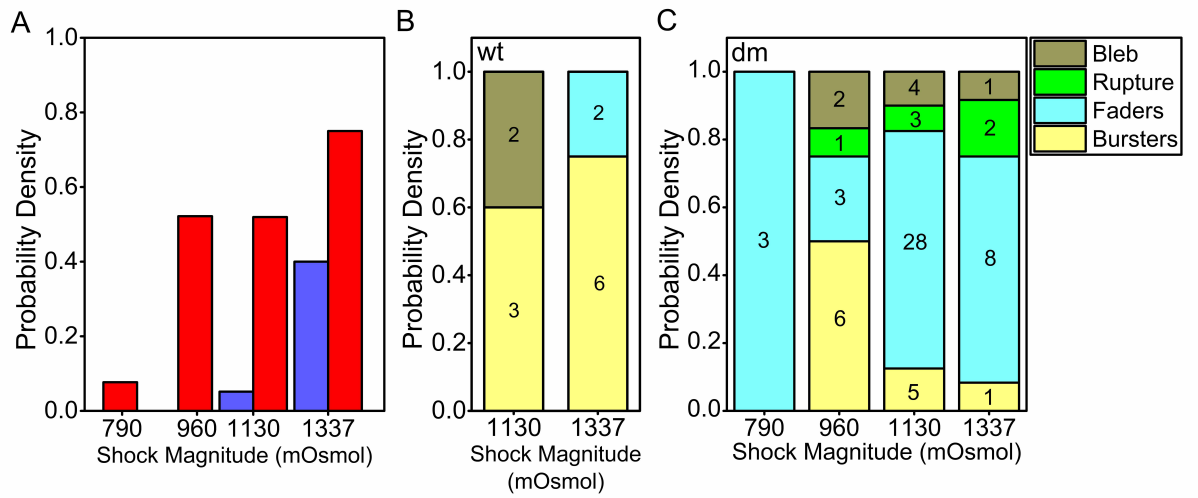 A
Probability Density
1.0
0.8
0.6
0.4
0.2
0.0
790 960 1130 1337
Shock Magnitude (mOsmol)
B
wt
Probability Density
1.0
0.8
0.6
0.4
0.2
0.0
2
3
2
6
1130 1337
Shock Magnitude
(mOsmol)
C
dm
Probability Density
1.0
0.8
0.6
0.4
0.2
0.0
3
2
1
3
6
4
3
28
5
1
2
8
1
790 960 1130 1337
Shock Magnitude (mOsmol)
Bleb
Rupture
Faders
Bursters